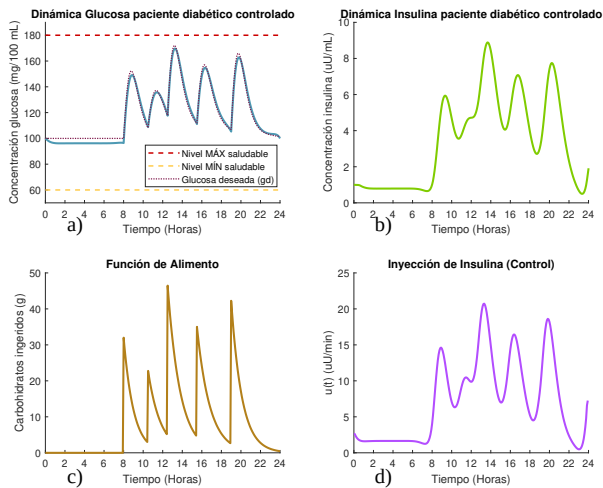 Dinámica Glucosa paciente diabético controlado
Concentración glucosa (mg/100 mL)
180
160
140
120
100
80
60
Nivel MÁX saludable
Nivel MÍN saludable
Glucosa deseada (gd)
0 2 4 6 8 10 12 14 16 18 20 22 24
a)
Tiempo (Horas)
Dinámica Insulina paciente diabético controlado
Concentración insulina (uU/mL)
10
8
6
4
2
0
0 2 4 6 8 10 12 14 16 18 20 22 24
b)
Tiempo (Horas)
Función de Alimento
Carbohidratos ingeridos (g)
50
40
30
20
10
0
0 2 4 6 8 10 12 14 16 18 20 22 24
c)
Tiempo (Horas)
Inyección de Insulina (Control)
u(t) (uU/min)
25
20
15
10
5
0
0 2 4 6 8 10 12 14 16 18 20 22 24
d)
Tiempo (Horas)